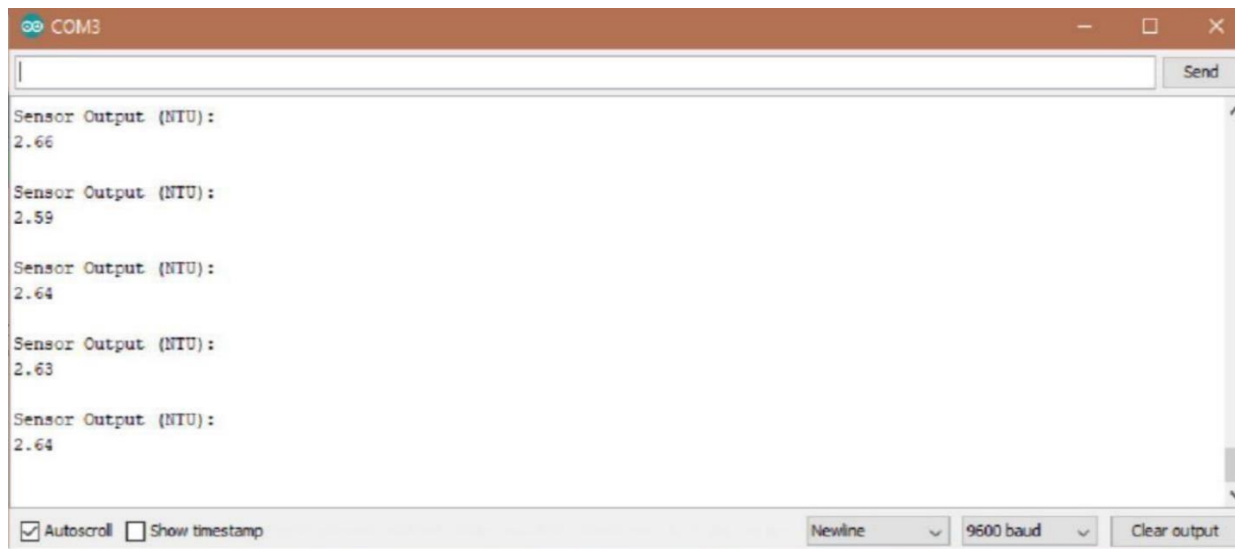 COM3
Send
Sensor Output (NTU):
2.66
Sensor Output (NTU):
2.59
Sensor Output (NTU):
2.64
Sensor Output (NTU):
2.63
Sensor Output (NTU):
2.64
Autoscroll Show timestamp Newline 9600 baud Clear output